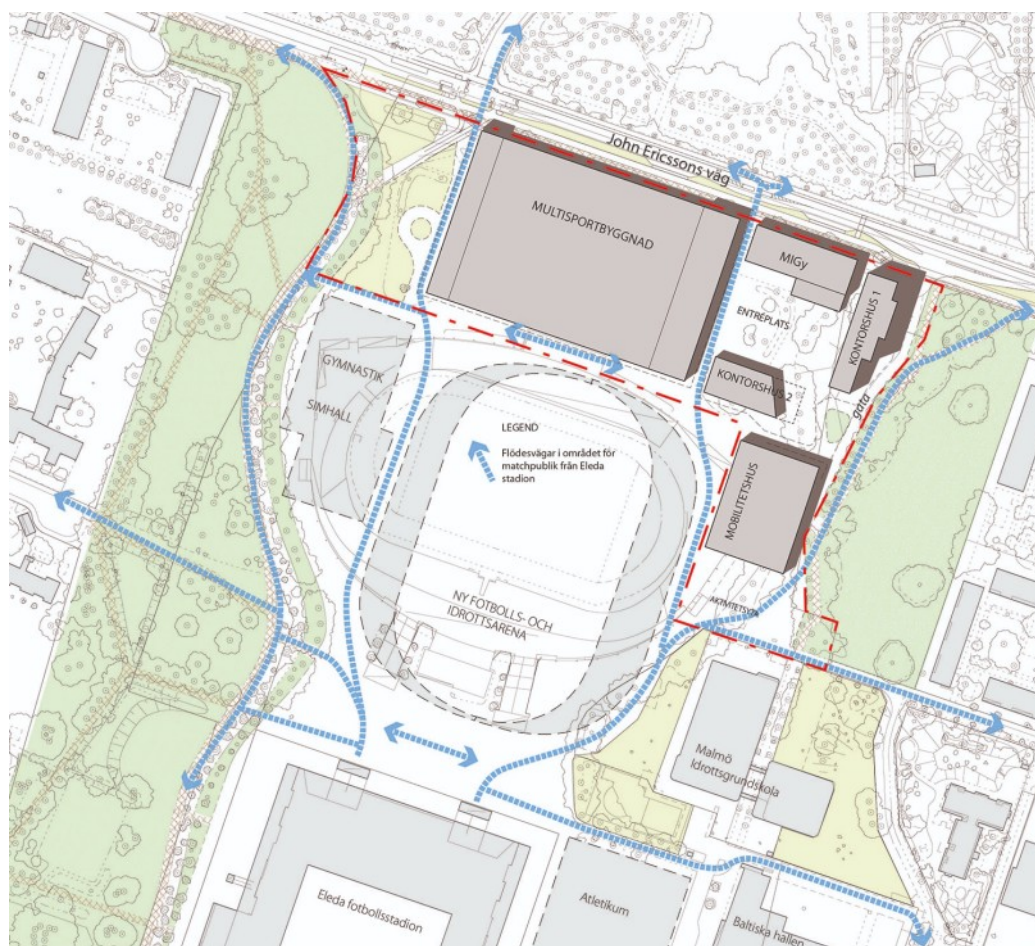 John Ericssons väg
MULTISPORTBYGGNAD
MIGy
KONTORSHUS 1
ENTRÉPLATS
KONTORSHUS 2
gata
GYMNASTIK
SIMHALL
LEGEND
Flödesvägar i området för
matchpublik från Eleda
stadion
MOBILITETSHUS
NY FOTBOLLS- OCH
IDROTTSARENA
Malmö
Idrottsgrundskola
Eleda fotbollsstadion
Atletikum
Baltiska hallen